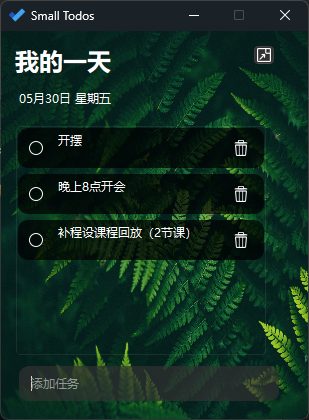 Small Todos
我的一天
05月30日 星期五
开摆
晚上8点开会
补程设课程回放（2节课）
添加任务